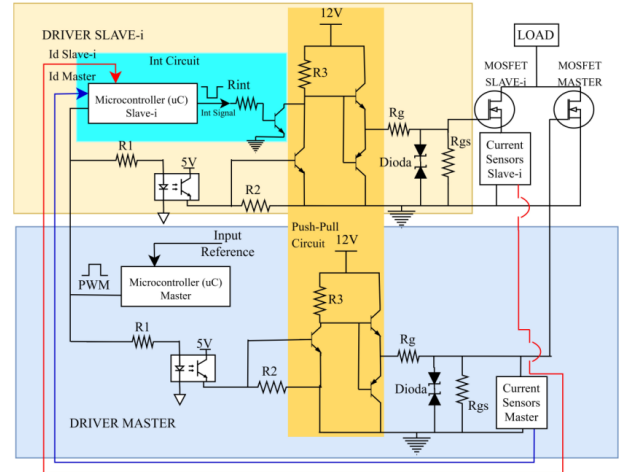 12V
DRIVER SLAVE-i
LOAD
Id Slave-i
Int Circuit
MOSFET
SLAVE-i
MOSFET
MASTER
Id Master
R3
Rint
Microcontroller (uC)
Slave-i
Int Signal
Rg
Current
Sensors
Slave-i
R1
5V
Dioda
Rgs
R2
Push-Pull
Circuit
12V
Input
Reference
PWM
Microcontroller (uC)
Master
R3
R1
5V
Rg
R2
Dioda
Rgs
Current
Sensors
Master
DRIVER MASTER